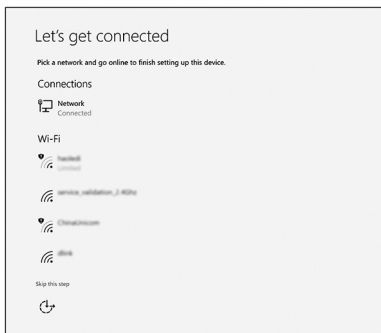 Let's get connected
Pick a network and go online to finish setting up this device.
Connections
Network
Connected
Wi-Fi
Limited
service_validation_2.4Ghz
ChinaUnicom
dlink
Skip this step